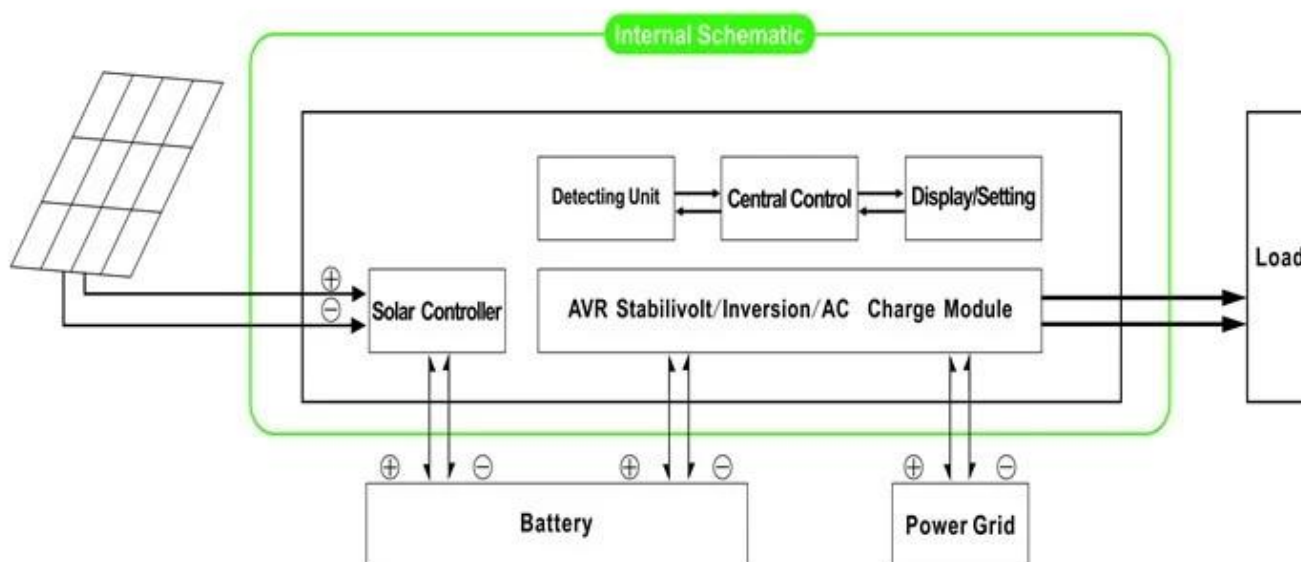 Internal Schematic
Detecting Unit
Central Control
Display/Setting
Load
⊕
⊖
Solar Controller
AVR Stabilivolt/Inversion/AC Charge Module
⊕ ⊖ ⊕ ⊖ ⊕ ⊖
Battery
Power Grid